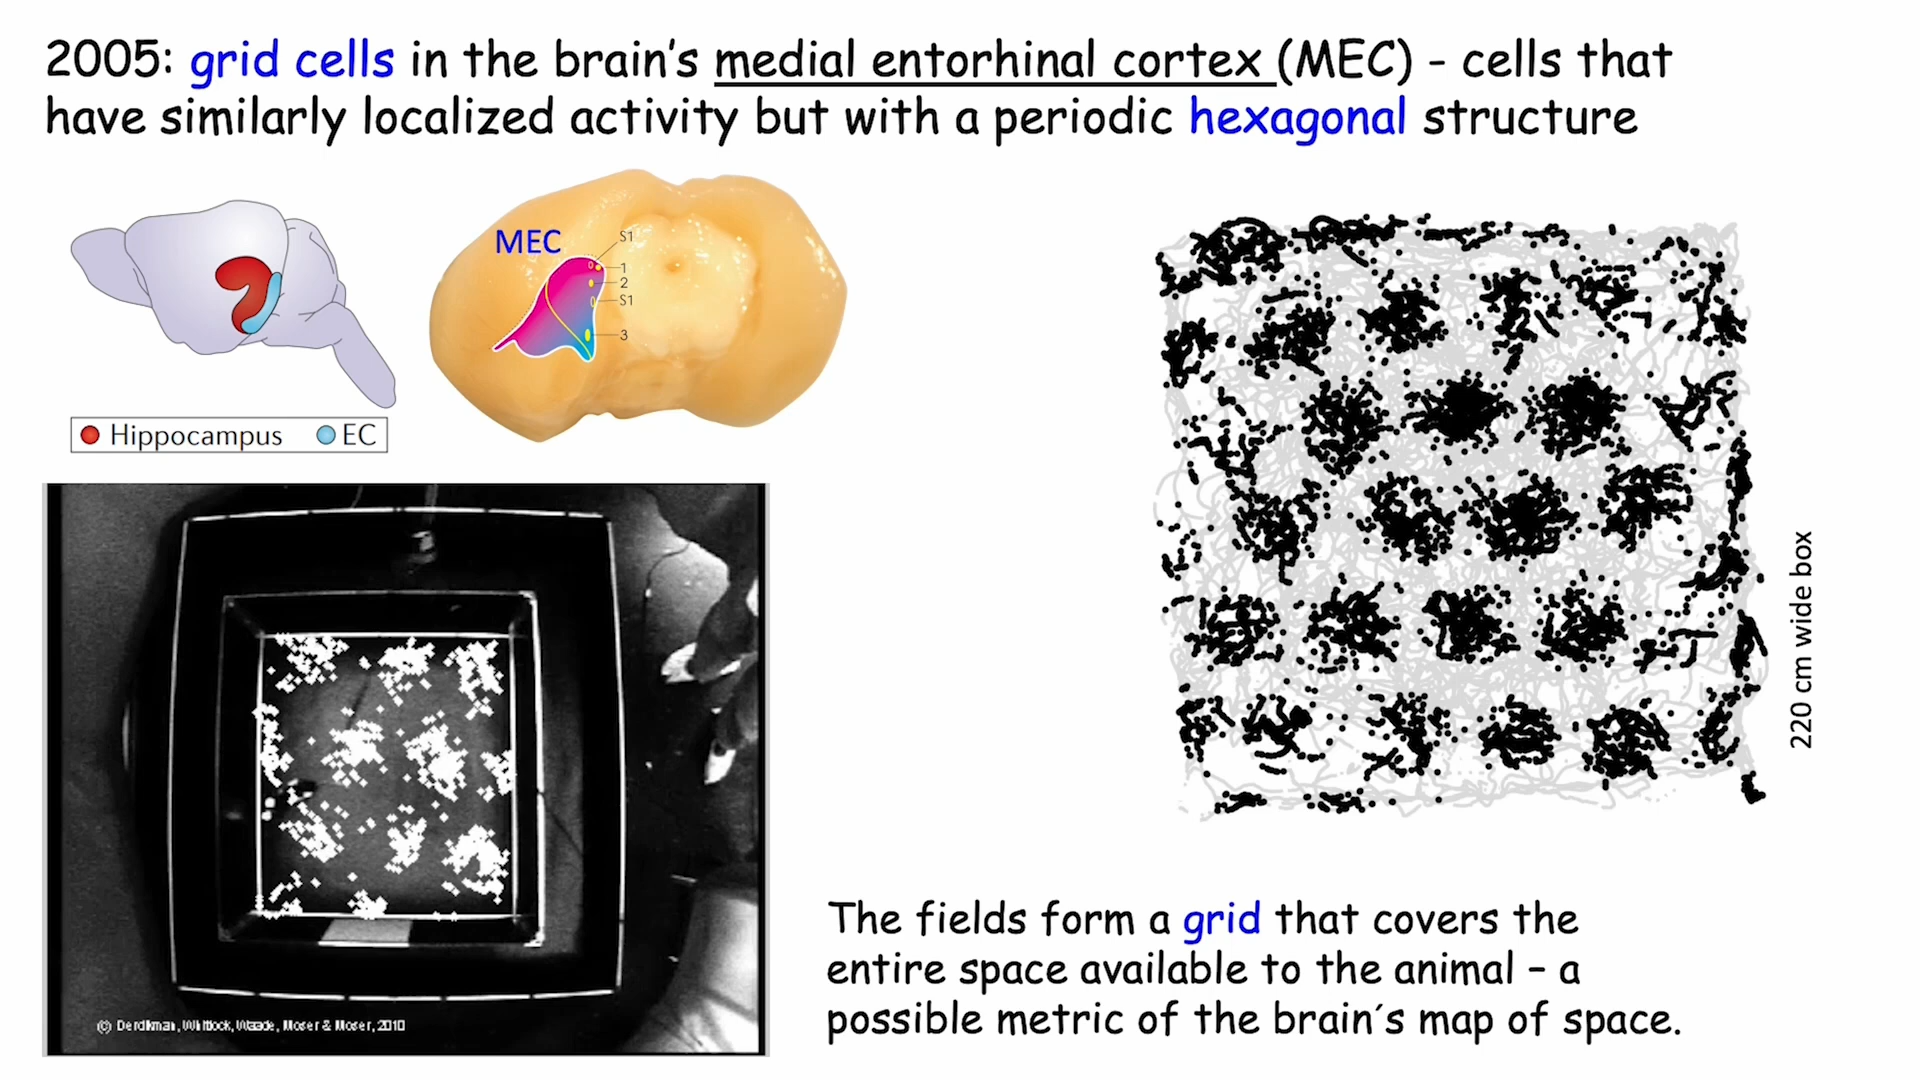 2005: grid cells in the brain's medial entorhinal cortex (MEC) - cells that
have similarly localized activity but with a periodic hexagonal structure
MEC
S1
1
2
S1
3
Hippocampus EC
220 cm wide box
The fields form a grid that covers the
entire space available to the animal – a
possible metric of the brain´s map of space.
(c) Derdikman, Whitlock, Waade, Moser & Moser, 2010